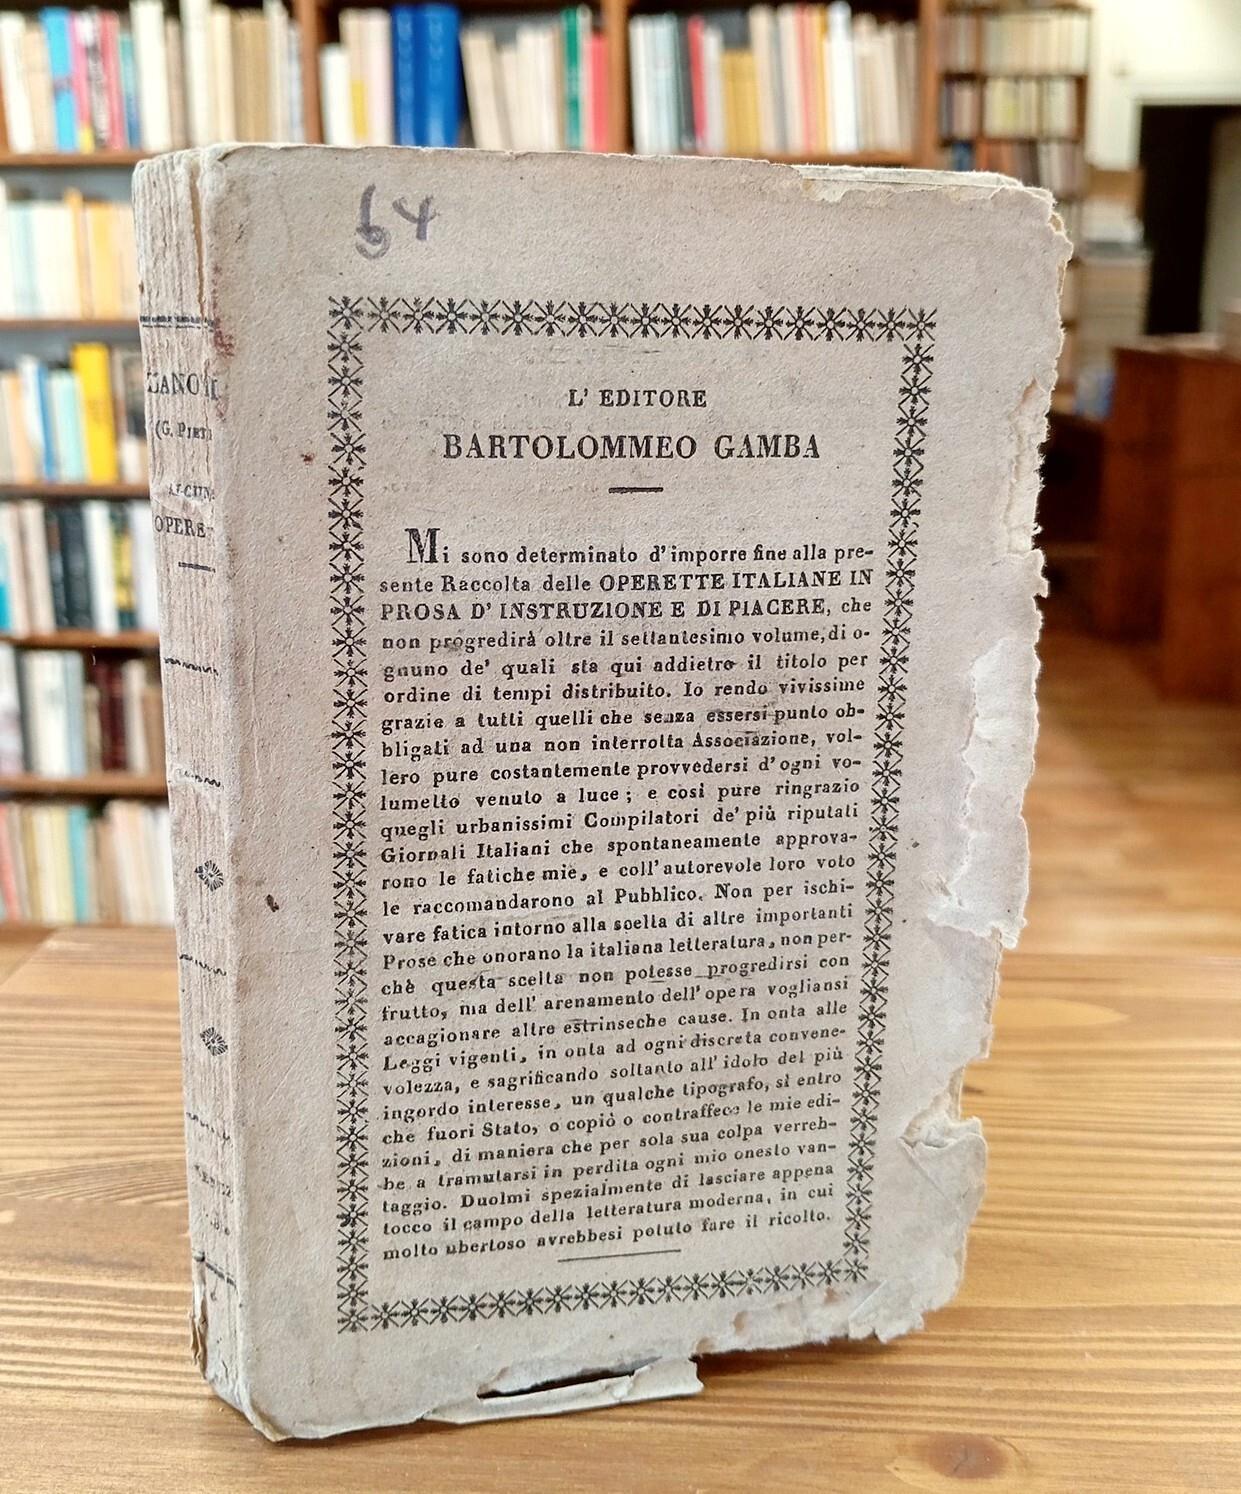 64
L' EDITORE
BARTOLOMMEO GAMBA
Mi sono determinato d' imporre fine alla pre-
sente Raccolta delle OPERETTE ITALIANE IN
PROSA D' INSTRUZIONE E DI PIACERE, che
non progredirà oltre il settantesimo volume, di o-
gnuno de' quali sta qui addietro il titolo per
ordine di tempi distribuito. Io rendo vivissime
grazie a tutti quelli che senza essersi punto ob-
bligati ad una non interrotta Associazione, vol-
lero pure costantemente provvedersi d' ogni vo-
lumetto venuto a luce ; e così pure ringrazio
quegli urbanissimi Compilatori de' più riputati
Giornali Italiani che spontaneamente approva-
rono le fatiche mie, e coll' autorevole loro voto
le raccomandarono al Pubblico. Non per ischi-
vare fatica intorno alla scelta di altre importanti
Prose che onorano la italiana letteratura, non per-
chè questa scelta non potesse progredirsi con
frutto, ma dell' arenamento dell' opera vogliansi
accagionare altre estrinseche cause. In onta alle
Leggi vigenti, in onta ad ogni discreta convene-
volezza, e sagrificando soltanto all' idolo del più
ingordo interesse, un qualche tipografo, sì entro
che fuori Stato, o copiò o contraffece le mie edi-
zioni, di maniera che per sola sua colpa verreb-
be a tramutarsi in perdita ogni mio onesto van-
taggio. Duolmi spezialmente di lasciare appena
tocco il campo della letteratura moderna, in cui
molto ubertoso avrebbesi potuto fare il ricolto.
ZANOTTI
(G. PIET
ALCUNE
OPERE